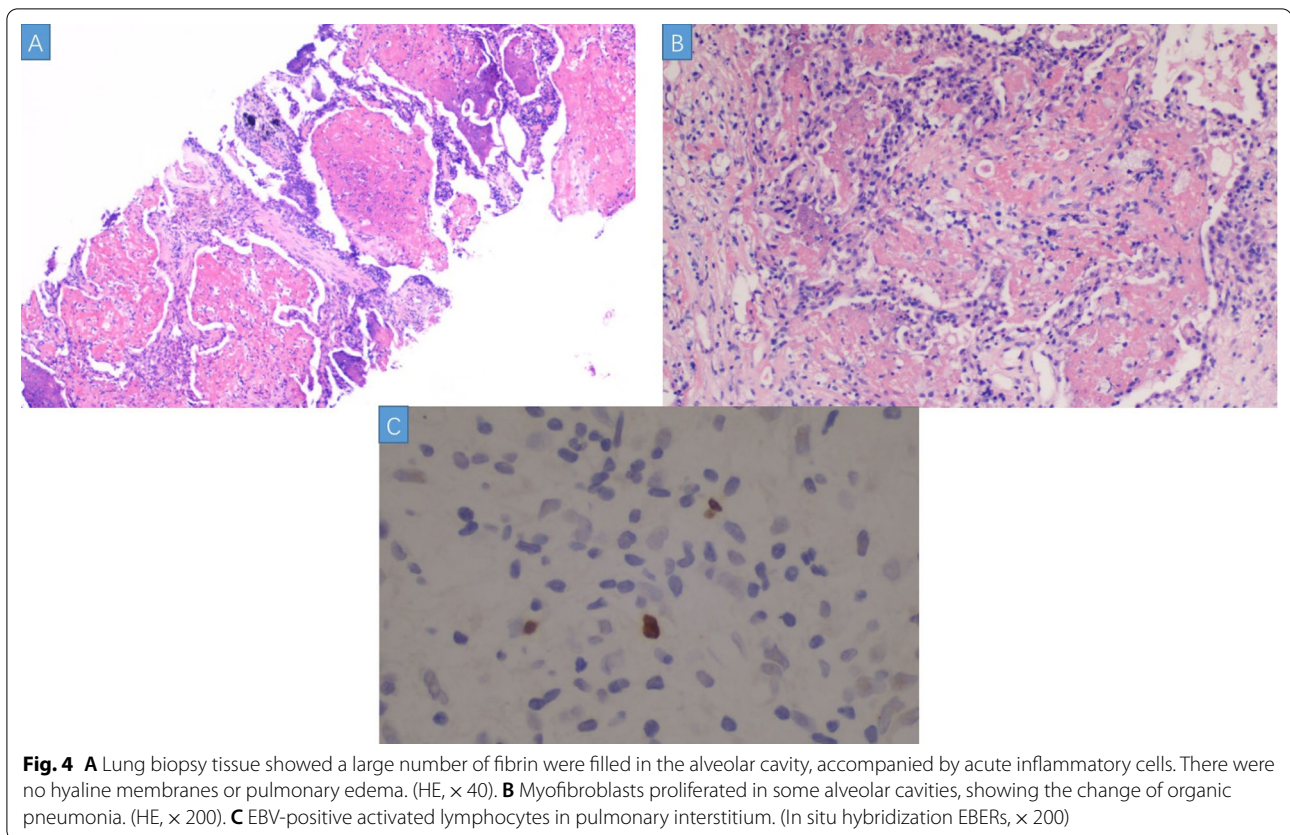 A
B
C
Fig. 4 A Lung biopsy tissue showed a large number of fibrin were filled in the alveolar cavity, accompanied by acute inflammatory cells. There were
no hyaline membranes or pulmonary edema. (HE, × 40). B Myofibroblasts proliferated in some alveolar cavities, showing the change of organic
pneumonia. (HE, × 200). C EBV-positive activated lymphocytes in pulmonary interstitium. (In situ hybridization EBERs, × 200)